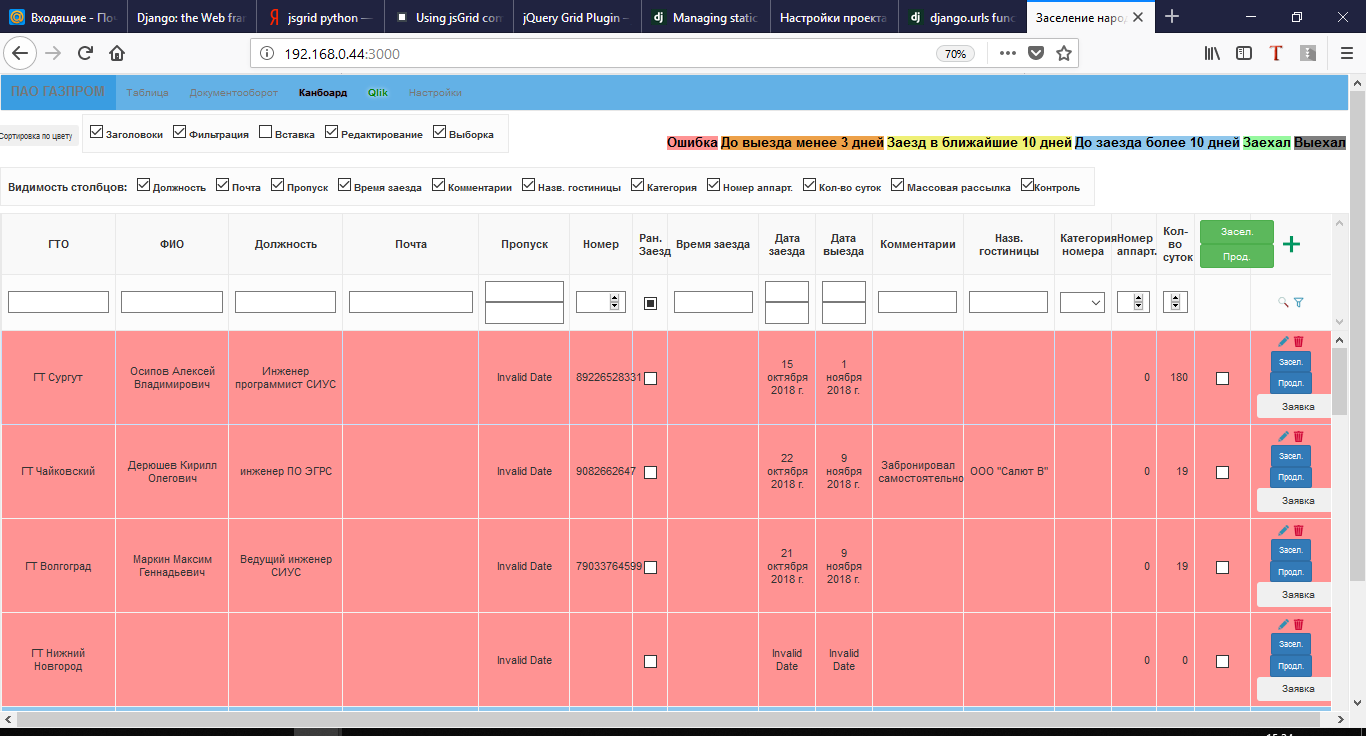 Входящие - По
Django: the Web fra
jsgrid python —
Using jsGrid con
jQuery Grid Plugin –
Managing static
Настройки проекта
django.urls func
Заселение наро
192.168.0.44:3000
70%
ПАО ГАЗПРОМ
Таблица
Документооборот
Канбоард
Qlik
Настройки
Сортировка по цвету
Заголовоки
Фильтрация
Вставка
Редактирование
Выборка
Ошибка До выезда менее 3 дней Заезд в ближайшие 10 дней До заезда более 10 дней Заехал Выехал
Видимость столбцов:
Должность
Почта
Пропуск
Время заезда
Комментарии
Назв. гостиницы
Категория
Номер аппарт.
Кол-во суток
Массовая рассылка
Контроль
ГТО
ФИО
Должность
Почта
Пропуск
Номер
Ран. Заезд
Время заезда
Дата заезда
Дата выезда
Комментарии
Назв. гостиницы
Категория номера
Номер аппарт.
Кол-во суток
Засел.
Прод.
ГТ Сургут
Осипов Алексей Владимирович
Инженер программист СИУС
Invalid Date
89226528331
15 октября 2018 г.
1 ноября 2018 г.
0
180
Засел.
Продл.
Заявка
ГТ Чайковский
Дерюшев Кирилл Олегович
инженер ПО ЭГРС
Invalid Date
9082662647
22 октября 2018 г.
9 ноября 2018 г.
Забронировал самостоятельно
ООО "Салют В"
0
19
Засел.
Продл.
Заявка
ГТ Волгоград
Маркин Максим Геннадьевич
Ведущий инженер СИУС
Invalid Date
79033764599
21 октября 2018 г.
9 ноября 2018 г.
0
19
Засел.
Продл.
Заявка
ГТ Нижний Новгород
Invalid Date
Invalid Date
Invalid Date
0
0
Засел.
Продл.
Заявка